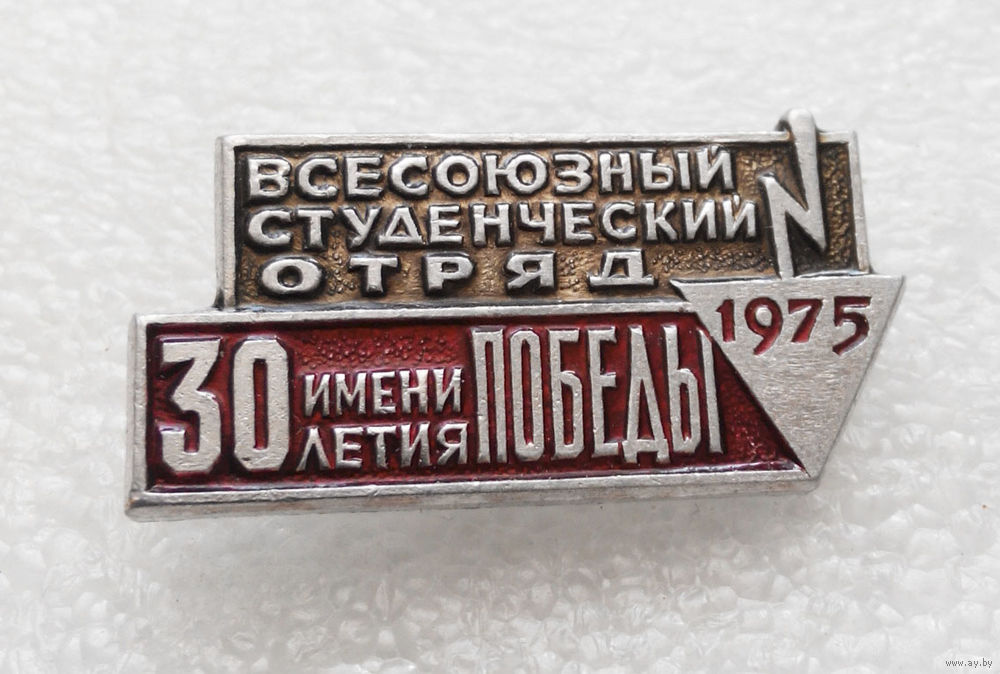 ВСЕСОЮЗНЫЙ
СТУДЕНЧЕСКИЙ
ОТРЯД
1975
30 ИМЕНИ
ЛЕТИЯ ПОБЕДЫ
www.ay.by